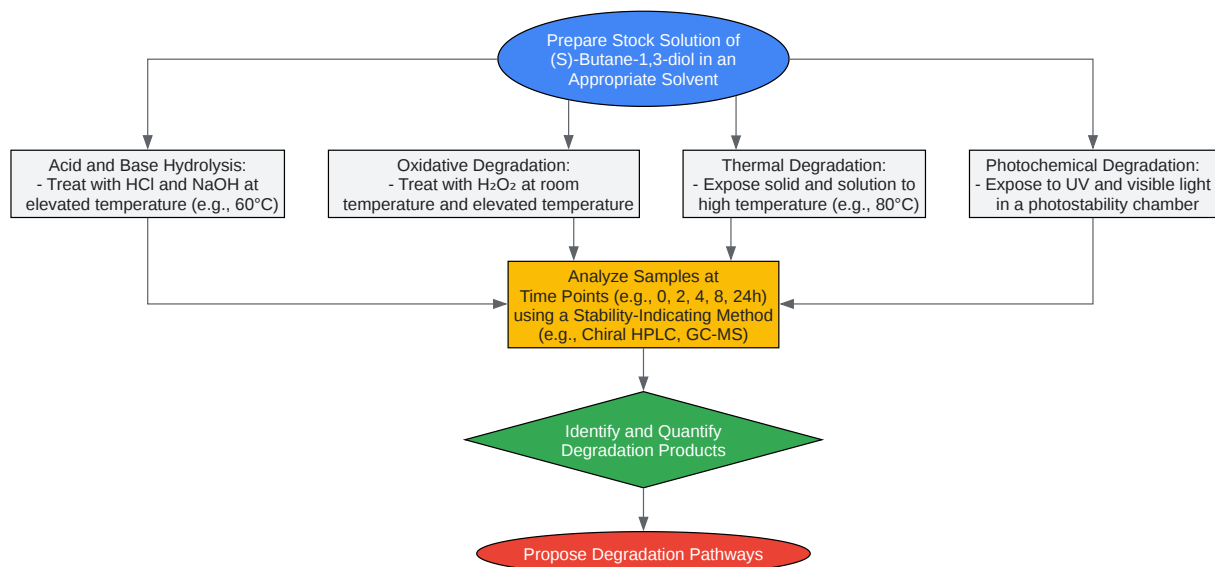 Prepare Stock Solution of
(S)-Butane-1,3-diol in an
Appropriate Solvent
Acid and Base Hydrolysis:
- Treat with HCl and NaOH at
elevated temperature (e.g., 60°C)
Oxidative Degradation:
- Treat with H₂O₂ at room
temperature and elevated temperature
Thermal Degradation:
- Expose solid and solution to
high temperature (e.g., 80°C)
Photochemical Degradation:
- Expose to UV and visible light
in a photostability chamber
Analyze Samples at
Time Points (e.g., 0, 2, 4, 8, 24h)
using a Stability-Indicating Method
(e.g., Chiral HPLC, GC-MS)
Identify and Quantify
Degradation Products
Propose Degradation Pathways